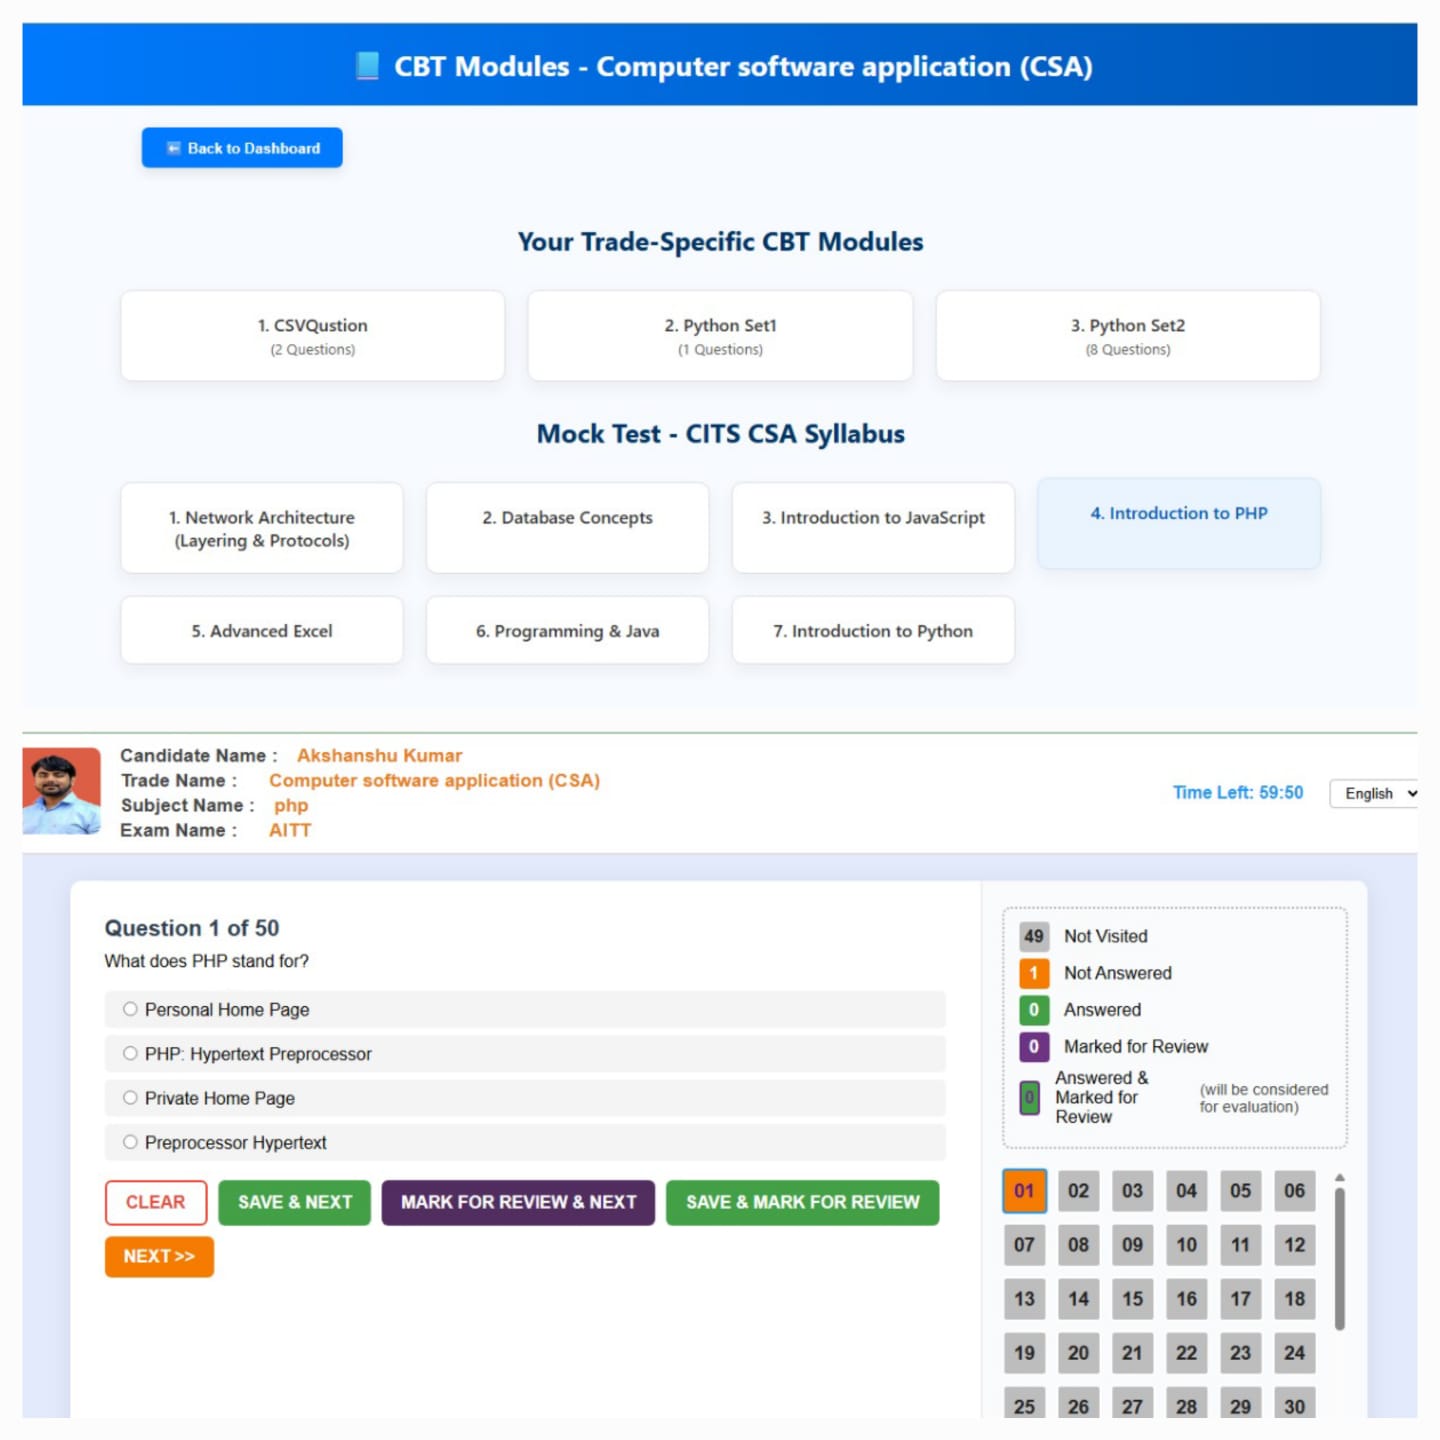 CBT Modules - Computer software application (CSA)
Back to Dashboard
Your Trade-Specific CBT Modules
1. CSVQustion
(2 Questions)
2. Python Set1
(1 Questions)
3. Python Set2
(8 Questions)
Mock Test - CITS CSA Syllabus
1. Network Architecture
(Layering & Protocols)
2. Database Concepts
3. Introduction to JavaScript
4. Introduction to PHP
5. Advanced Excel
6. Programming & Java
7. Introduction to Python
Candidate Name : Akshanshu Kumar
Trade Name : Computer software application (CSA)
Subject Name : php
Exam Name : AITT
Time Left: 59:50
English
Question 1 of 50
What does PHP stand for?
Personal Home Page
PHP: Hypertext Preprocessor
Private Home Page
Preprocessor Hypertext
CLEAR
SAVE & NEXT
MARK FOR REVIEW & NEXT
SAVE & MARK FOR REVIEW
NEXT >>
49 Not Visited
1 Not Answered
0 Answered
0 Marked for Review
0 Answered &
Marked for
Review
(will be considered
for evaluation)
01 02 03 04 05 06
07 08 09 10 11 12
13 14 15 16 17 18
19 20 21 22 23 24
25 26 27 28 29 30